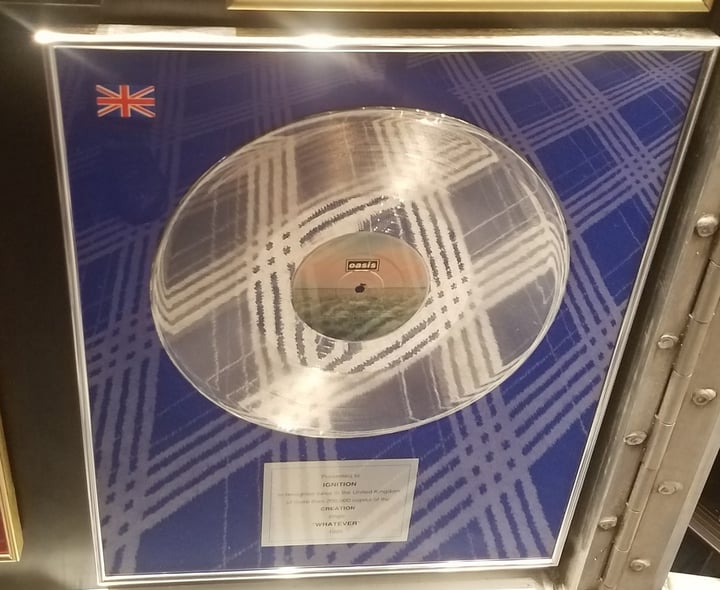 oasis
Presented to
IGNITION
to recognise sales in the United Kingdom
of more than 200,000 copies of the
CREATION
single
"WHATEVER"